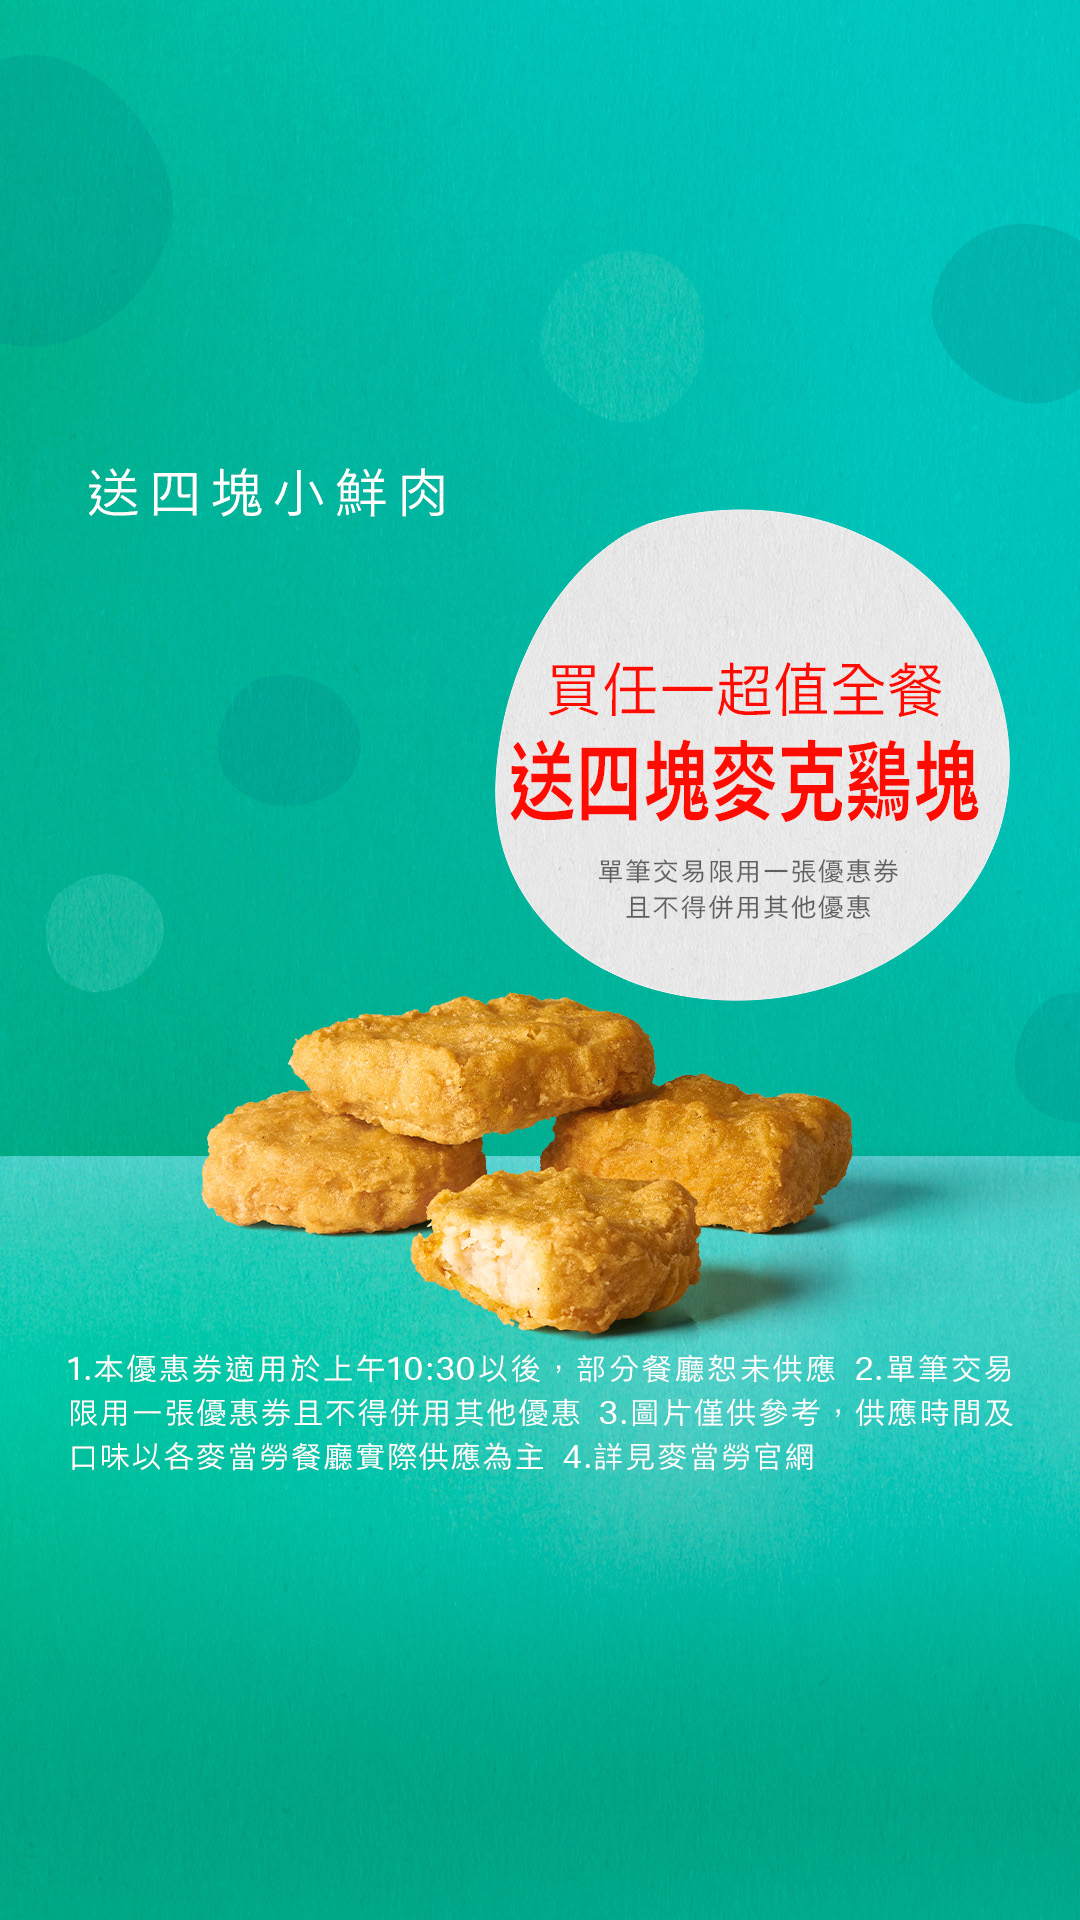 送四塊小鮮肉
買任一超值全餐
送四塊麥克鷄塊
單筆交易限用一張優惠券
且不得併用其他優惠
1.本優惠券適用於上午10:30以後，部分餐廳恕未供應 2.單筆交易
限用一張優惠券且不得併用其他優惠 3.圖片僅供參考，供應時間及
口味以各麥當勞餐廳實際供應為主 4.詳見麥當勞官網